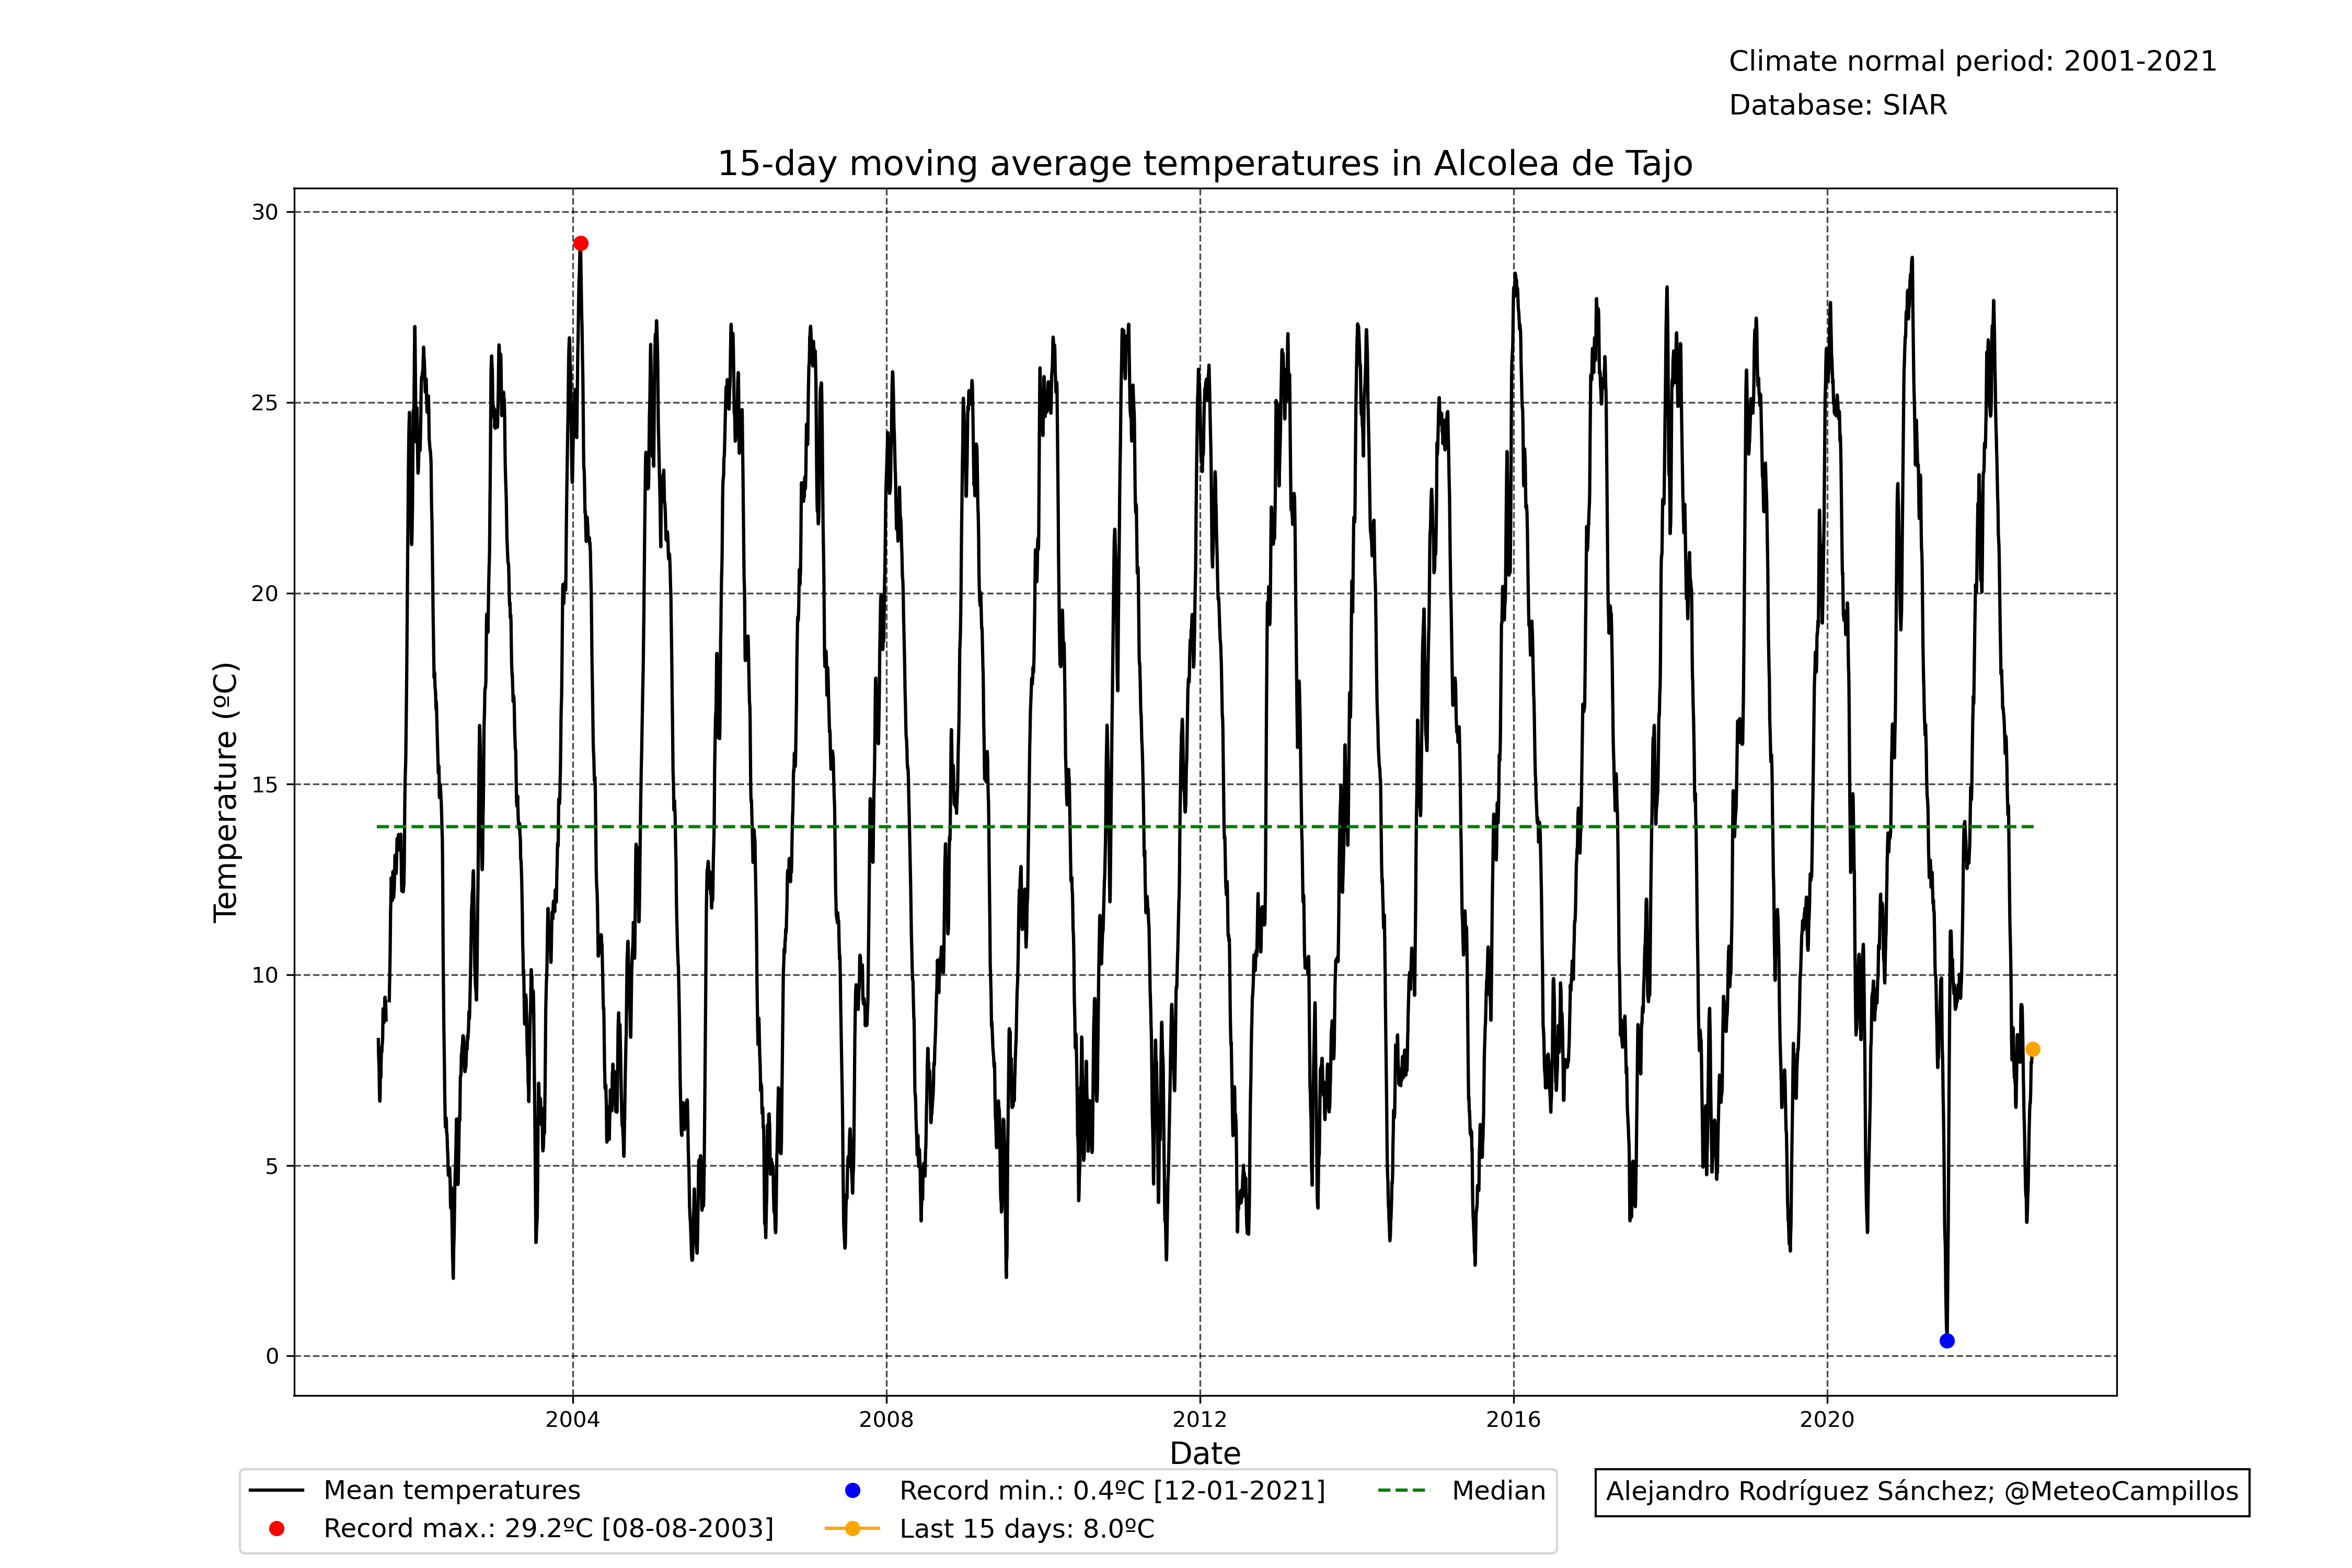 Climate normal period: 2001-2021
Database: SIAR
15-day moving average temperatures in Alcolea de Tajo
30
25
20
15
10
5
0
Temperature (ºC)
2004 2008 2012 2016 2020
Date
Mean temperatures
Record max.: 29.2ºC [08-08-2003]
Record min.: 0.4ºC [12-01-2021]
Last 15 days: 8.0ºC
Median
Alejandro Rodríguez Sánchez; @MeteoCampillos